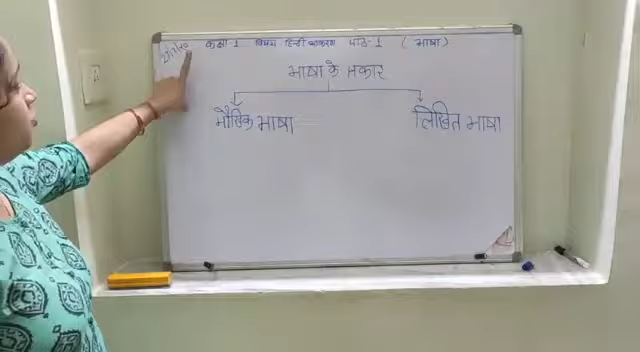 कक्षा-1 विषय हिन्दी व्याकरण पाठ-1 (भाषा)
भाषा के प्रकार
मौखिक भाषा
लिखित भाषा